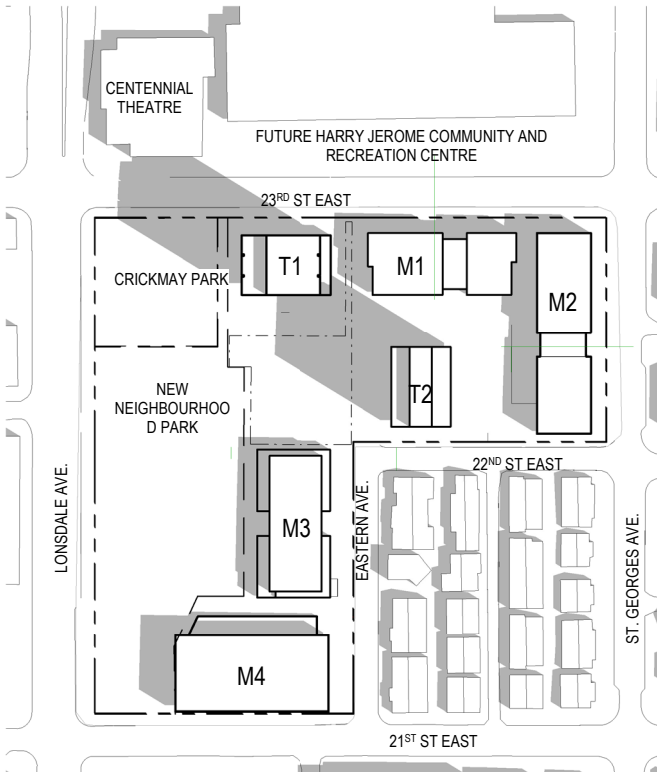 CENTENNIAL
THEATRE
FUTURE HARRY JEROME COMMUNITY AND
RECREATION CENTRE
23RD ST EAST
T1
M1
CRICKMAY PARK
M2
NEW
NEIGHBOURHOO
D PARK
T2
22ND ST EAST
LONSDALE AVE.
EASTERN AVE.
M3
ST. GEORGES AVE.
M4
21ST ST EAST